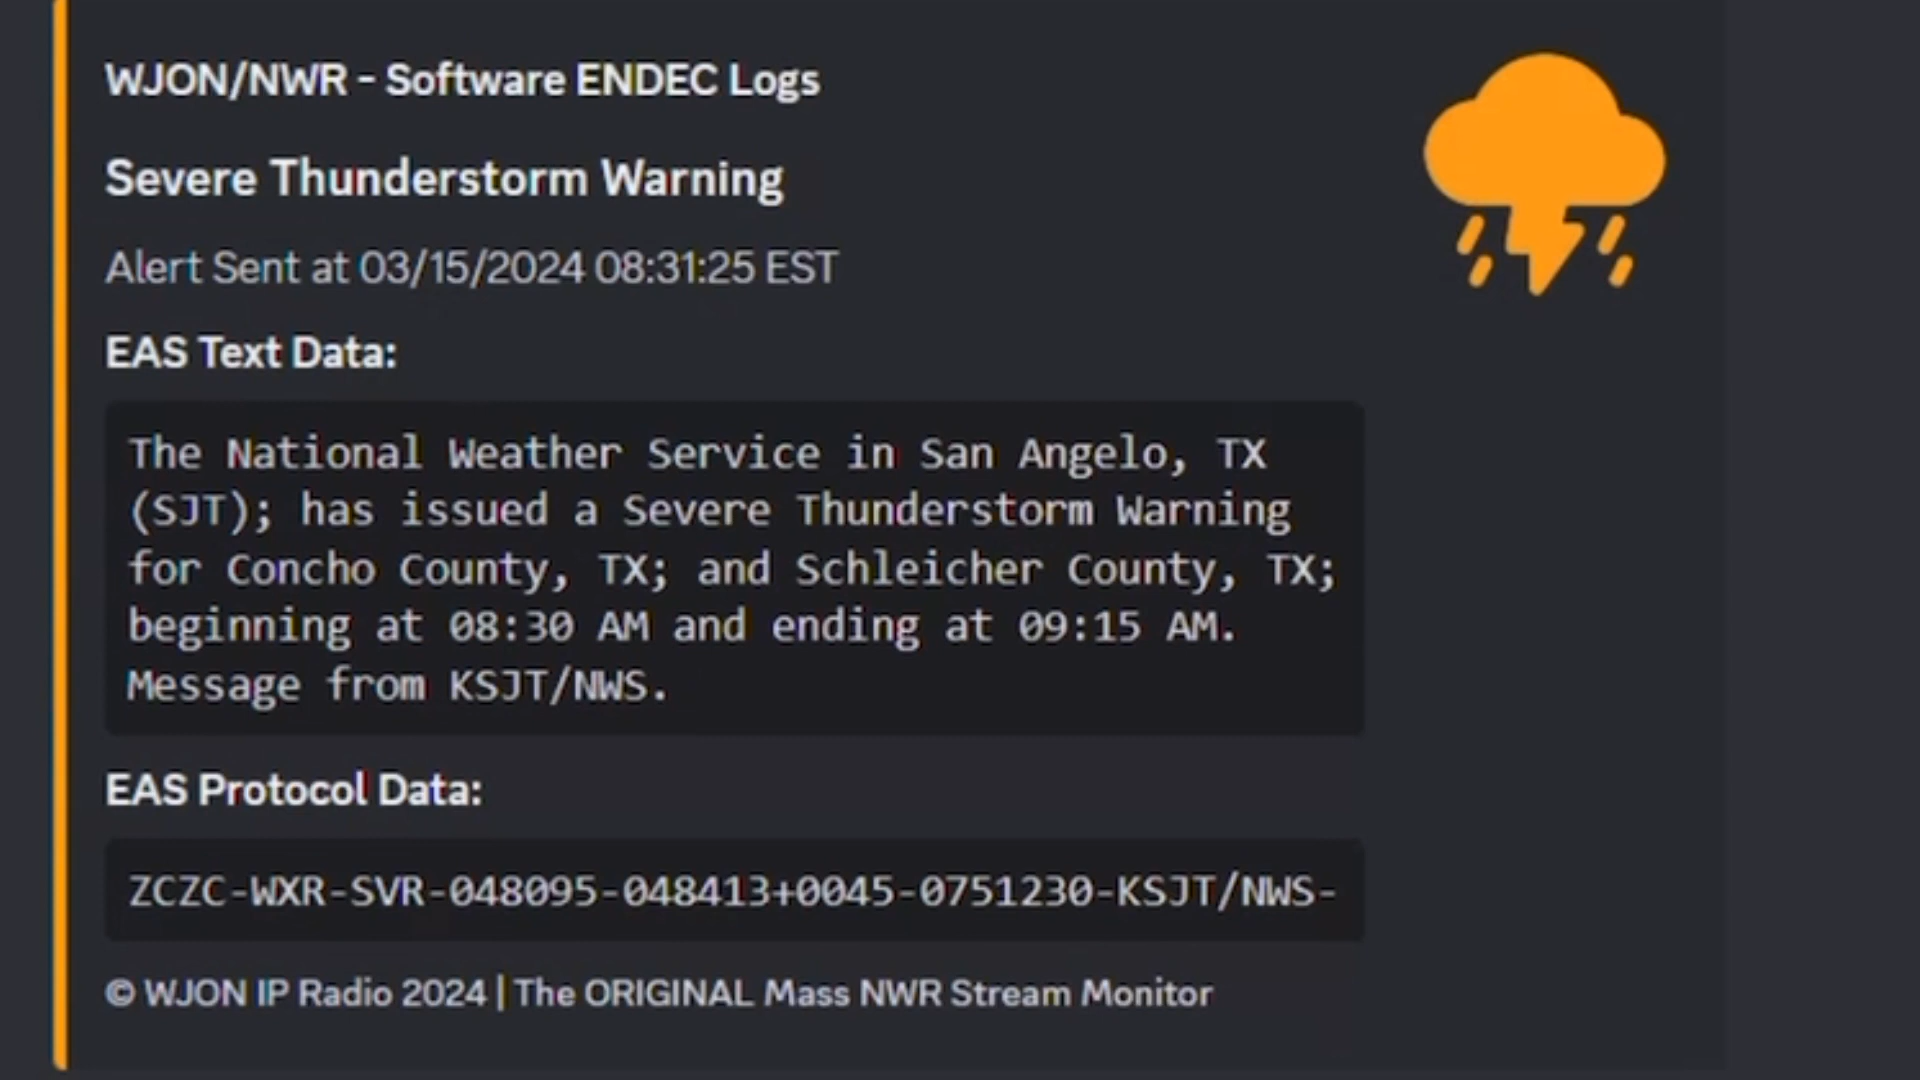 WJON/NWR - Software ENDEC Logs
Severe Thunderstorm Warning
Alert Sent at 03/15/2024 08:31:25 EST
EAS Text Data:
The National Weather Service in San Angelo, TX
(SJT); has issued a Severe Thunderstorm Warning
for Concho County, TX; and Schleicher County, TX;
beginning at 08:30 AM and ending at 09:15 AM.
Message from KSJT/NWS.
EAS Protocol Data:
ZCZC-WXR-SVR-048095-048413+0045-0751230-KSJT/NWS-
© WJON IP Radio 2024 | The ORIGINAL Mass NWR Stream Monitor